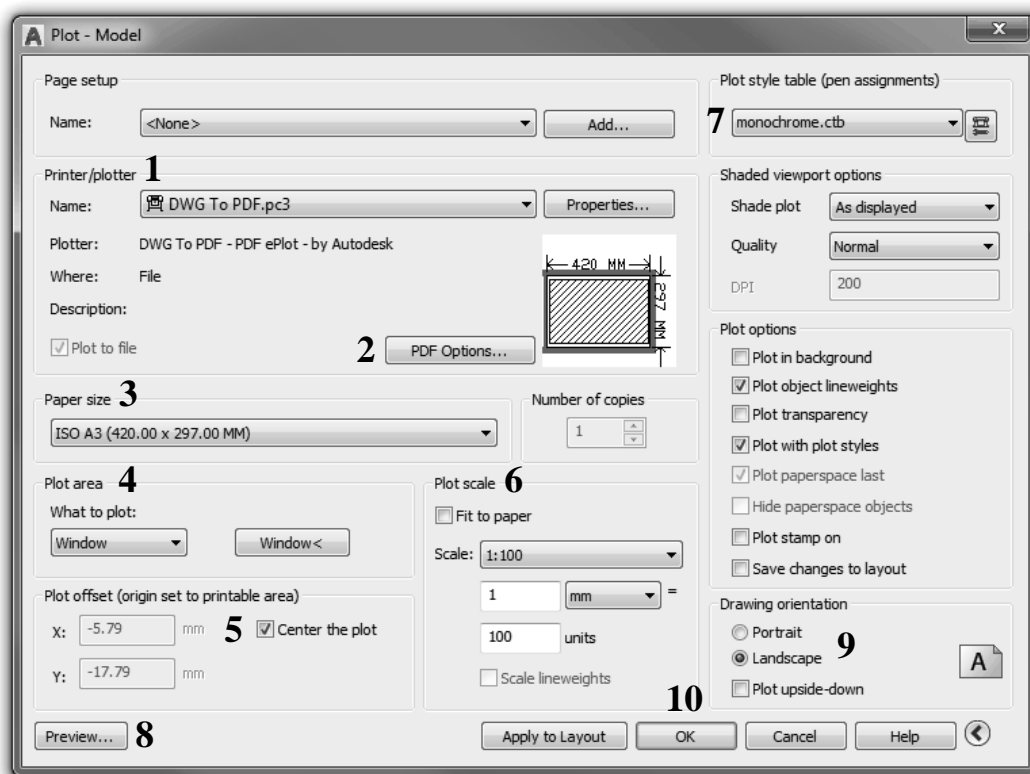 Plot - Model
Page setup
Name: <None> Add...
Plot style table (pen assignments)
7 monochrome.ctb
Printer/plotter 1
Name: DWG To PDF.pc3 Properties...
Plotter: DWG To PDF - PDF ePlot - by Autodesk
Where: File
Description:
Plot to file
2 PDF Options...
420 MM
297 MM
Shaded viewport options
Shade plot As displayed
Quality Normal
DPI 200
Paper size 3
ISO A3 (420.00 x 297.00 MM)
Number of copies
1
Plot options
Plot in background
Plot object lineweights
Plot transparency
Plot with plot styles
Plot paperspace last
Hide paperspace objects
Plot stamp on
Save changes to layout
Plot area 4
What to plot:
Window Window<
Plot scale 6
Fit to paper
Scale: 1:100
1 mm =
100 units
Scale lineweights
Plot offset (origin set to printable area)
X: -5.79 mm 5 Center the plot
Y: -17.79 mm
Drawing orientation
Portrait
Landscape 9
Plot upside-down
A
Preview... 8
10
Apply to Layout OK Cancel Help